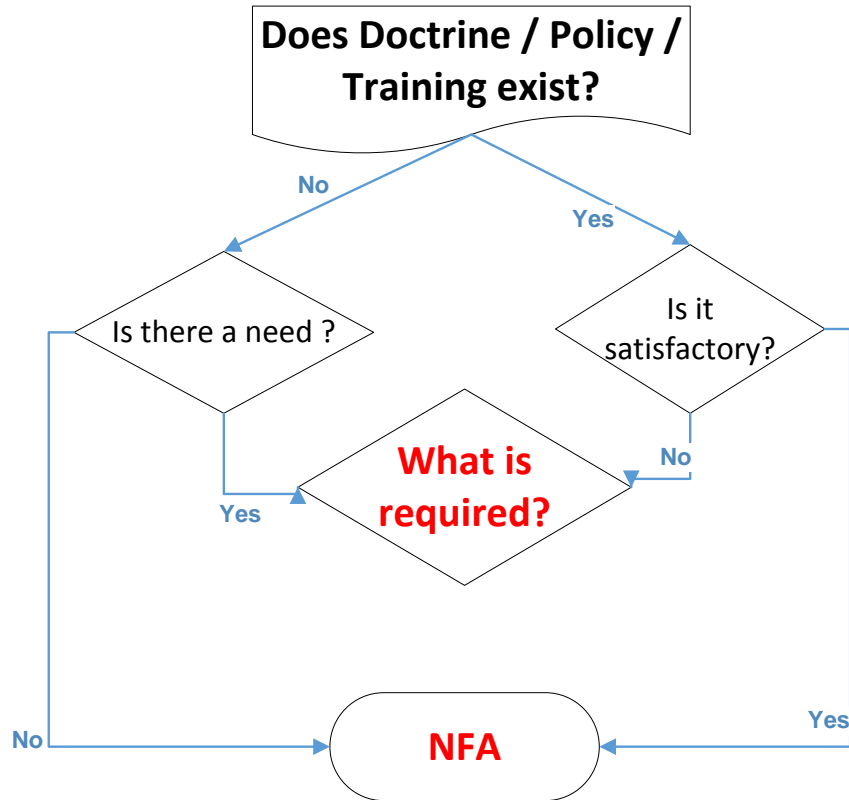 Does Doctrine / Policy /
Training exist?
No
Yes
Is there a need ?
Is it
satisfactory?
What is
required?
No
Yes
No
Yes
NFA